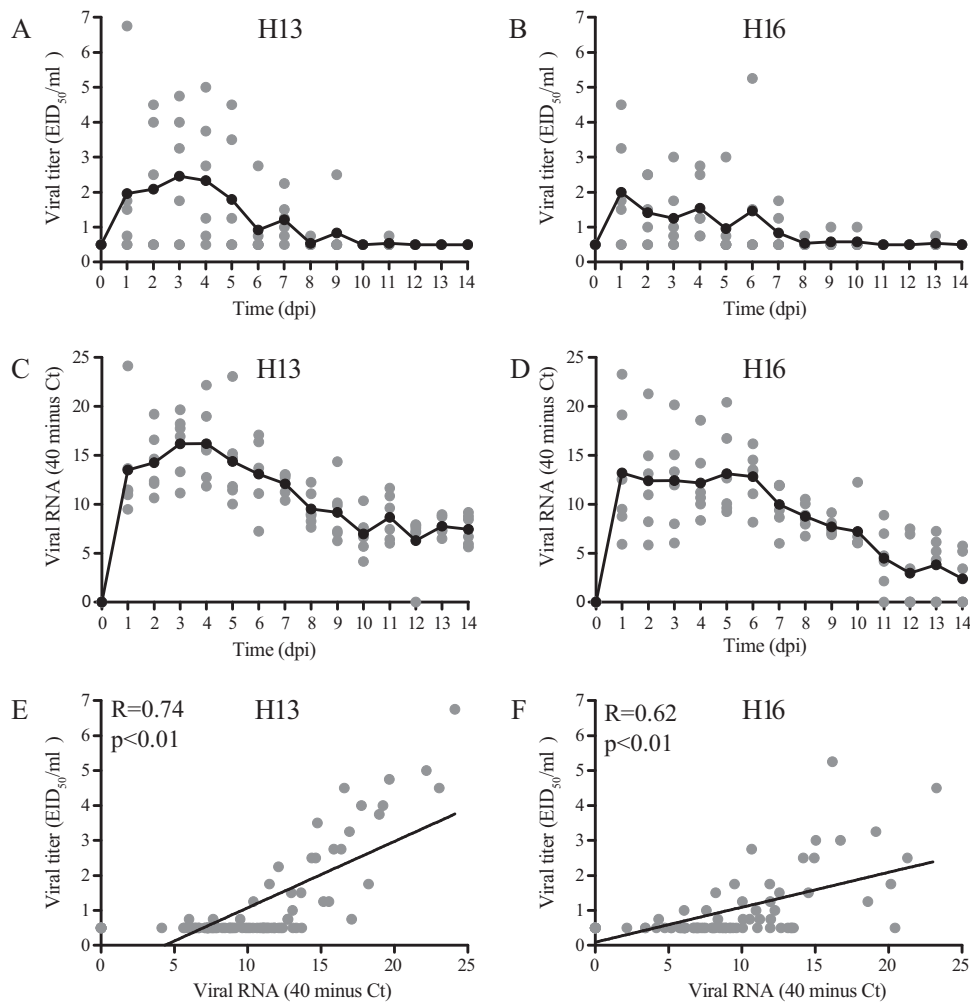 A
H13
Viral titer (EID50/ml )
7
6
5
4
3
2
1
0
0 1 2 3 4 5 6 7 8 9 10 11 12 13 14
Time (dpi)
B
H16
Viral titer (EID50/ml )
7
6
5
4
3
2
1
0
0 1 2 3 4 5 6 7 8 9 10 11 12 13 14
Time (dpi)
C
H13
Viral RNA (40 minus Ct)
25
20
15
10
5
0
0 1 2 3 4 5 6 7 8 9 10 11 12 13 14
Time (dpi)
D
H16
Viral RNA (40 minus Ct)
25
20
15
10
5
0
0 1 2 3 4 5 6 7 8 9 10 11 12 13 14
Time (dpi)
E
R=0.74
p<0.01
H13
Viral titer (EID50/ml )
7
6
5
4
3
2
1
0
0 5 10 15 20 25
Viral RNA (40 minus Ct)
F
R=0.62
p<0.01
H16
Viral titer (EID50/ml )
7
6
5
4
3
2
1
0
0 5 10 15 20 25
Viral RNA (40 minus Ct)